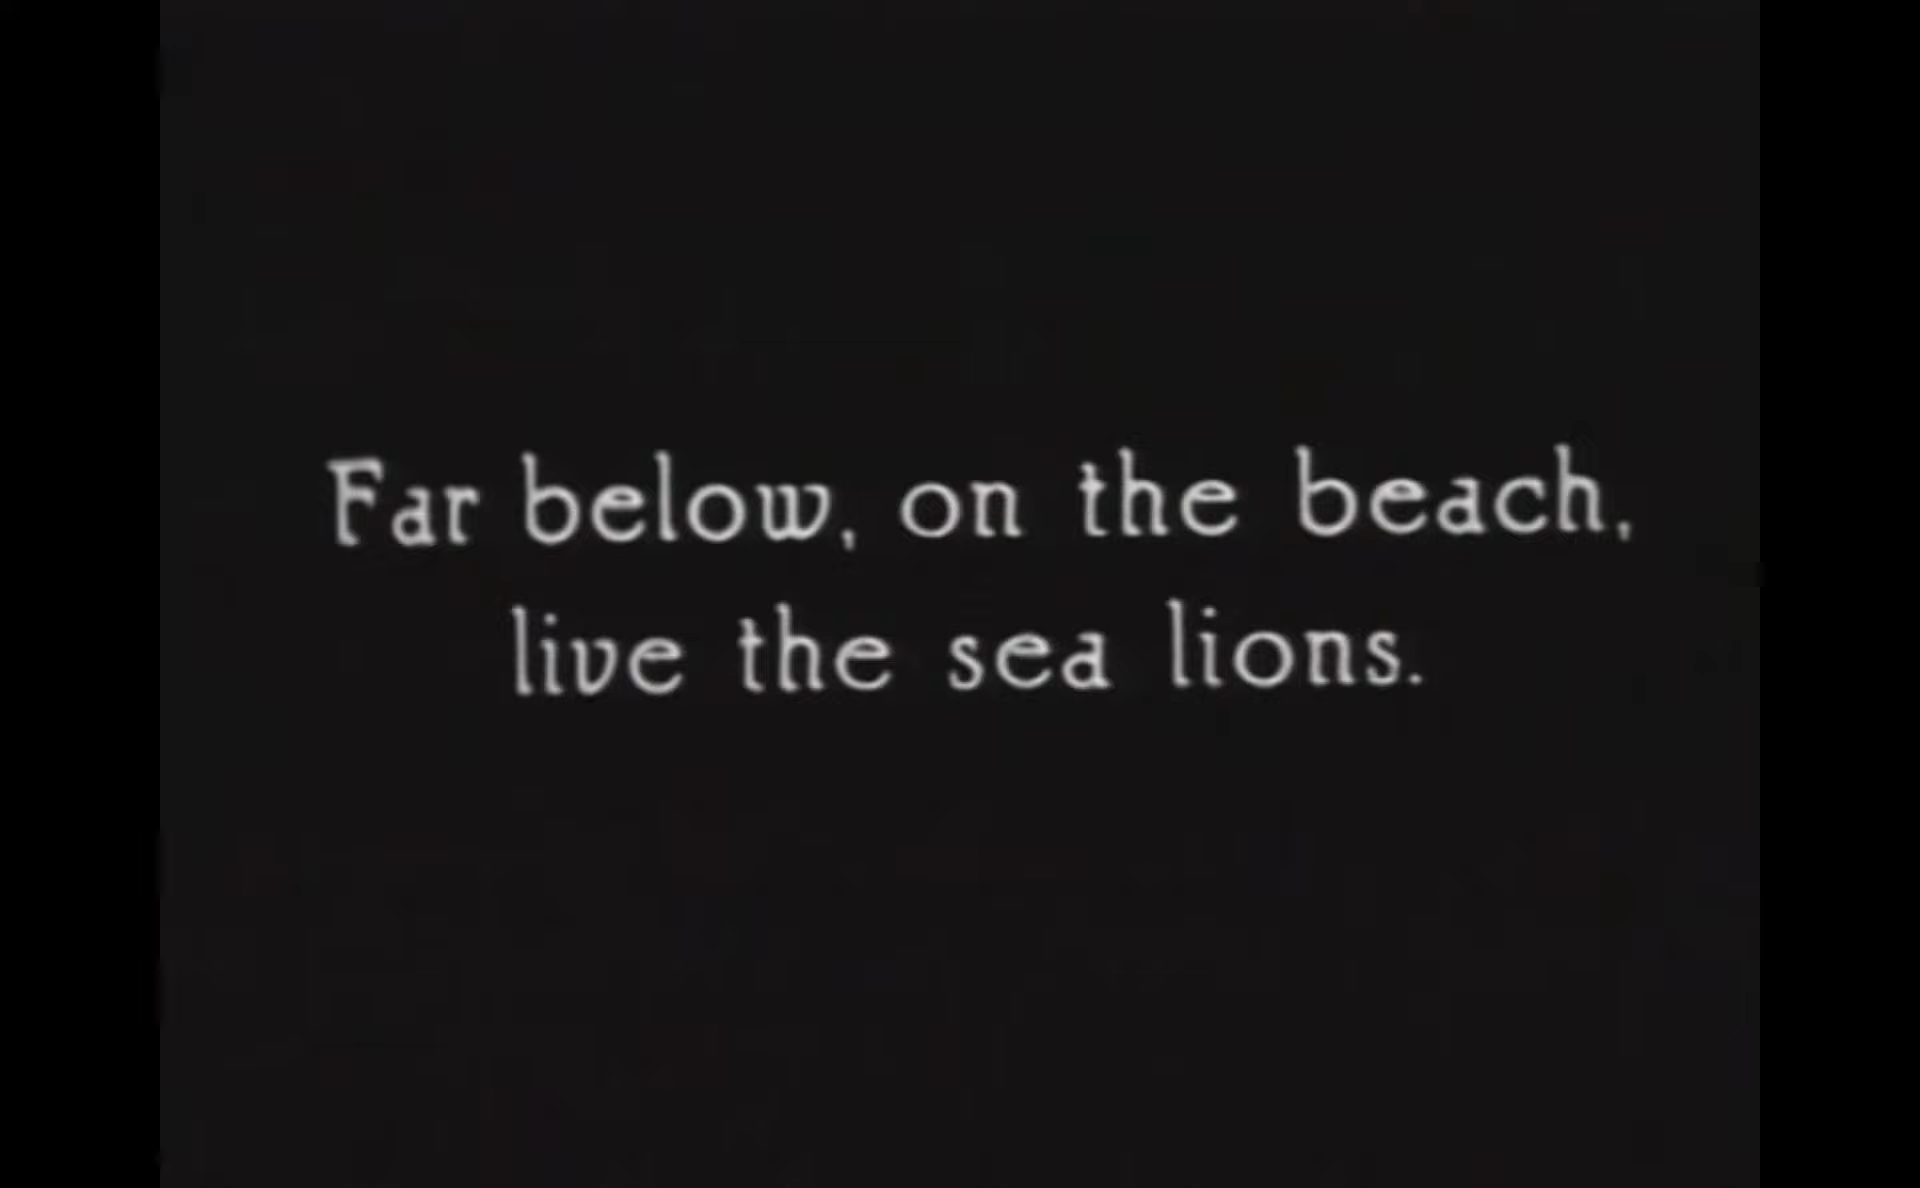 Far below, on the beach,
live the sea lions.